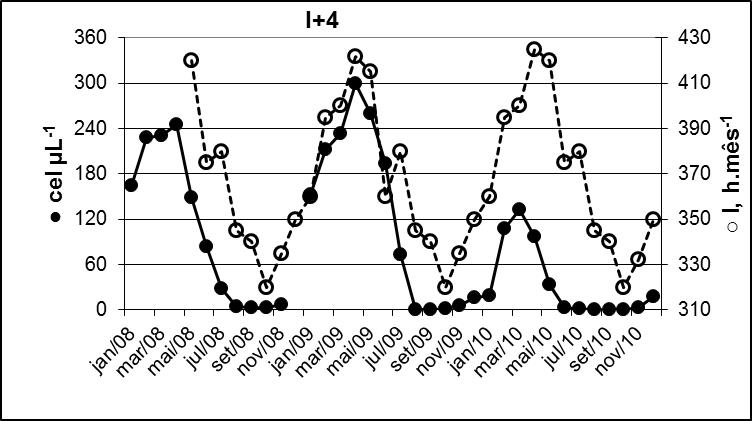 I+4
● cel µL-1
360
300
240
180
120
60
0
430
410
390
370
350
330
310
○ I, h.mês-1
jan/08
mar/08
mai/08
jul/08
set/08
nov/08
jan/09
mar/09
mai/09
jul/09
set/09
nov/09
jan/10
mar/10
mai/10
jul/10
set/10
nov/10